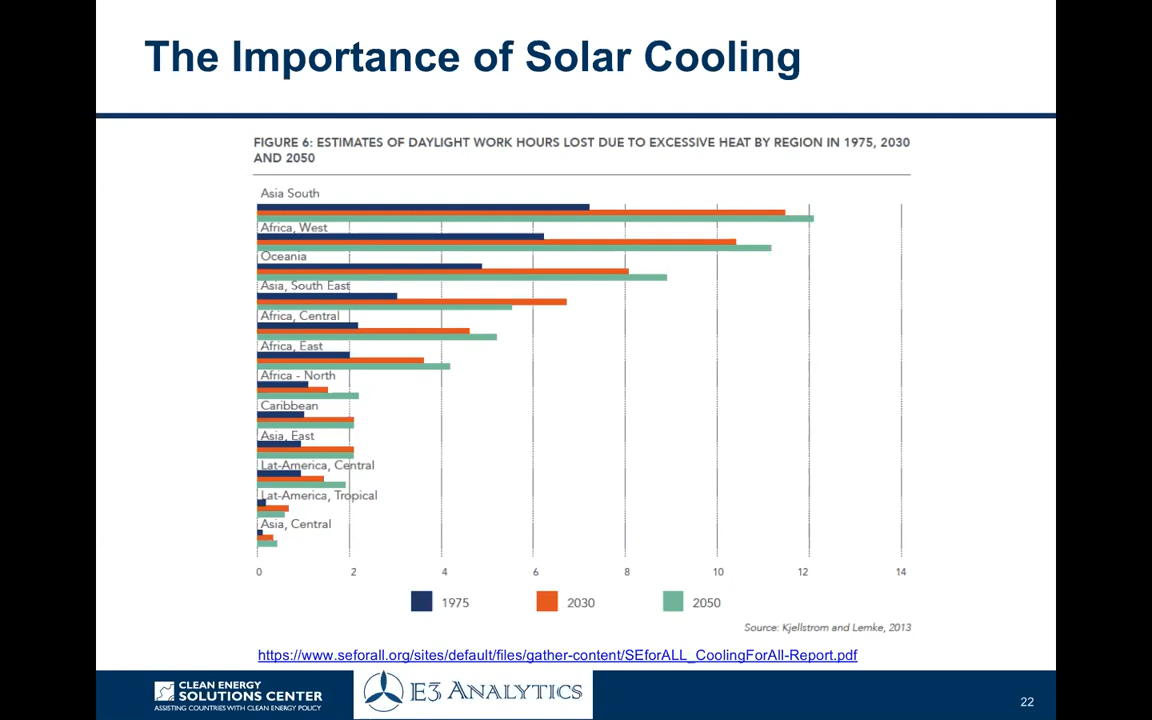 The Importance of Solar Cooling
FIGURE 6: ESTIMATES OF DAYLIGHT WORK HOURS LOST DUE TO EXCESSIVE HEAT BY REGION IN 1975, 2030
AND 2050
Asia South
Africa, West
Oceania
Asia, South East
Africa, Central
Africa, East
Africa - North
Caribbean
Asia, East
Lat-America, Central
Lat-America, Tropical
Asia, Central
0 2 4 6 8 10 12 14
1975 2030 2050
Source: Kjellstrom and Lemke, 2013
https://www.seforall.org/sites/default/files/gather-content/SEforALL_CoolingForAll-Report.pdf
CLEAN ENERGY
SOLUTIONS CENTER
ASSISTING COUNTRIES WITH CLEAN ENERGY POLICY
E3 ANALYTICS
22